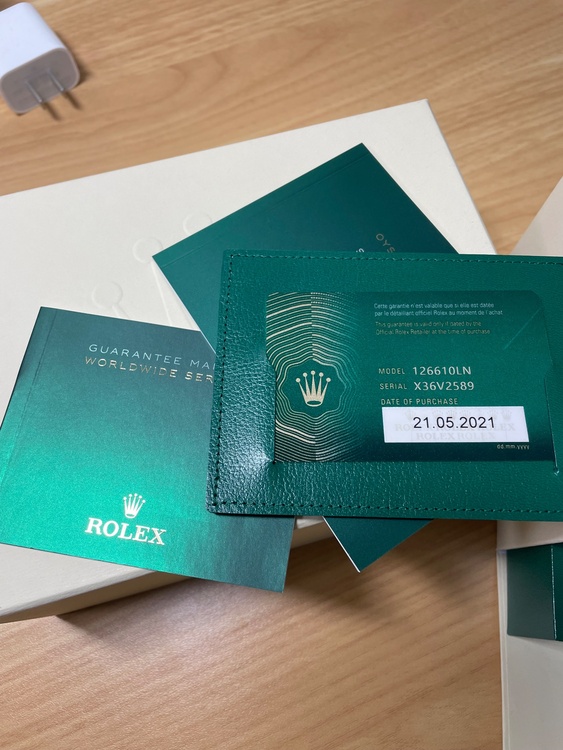 OYS
GUARANTEE MA
WORLDWIDE SER
ROLEX
Cette garantie n'est valable que si elle est datée
par le détaillant officiel Rolex au moment de l'achat
This guarantee is valid only if dated by the
Official Rolex Retailer at the time of purchase
MODEL 126610LN
SERIAL X36V2589
DATE OF PURCHASE
21.05.2021
dd.mm.yyyy